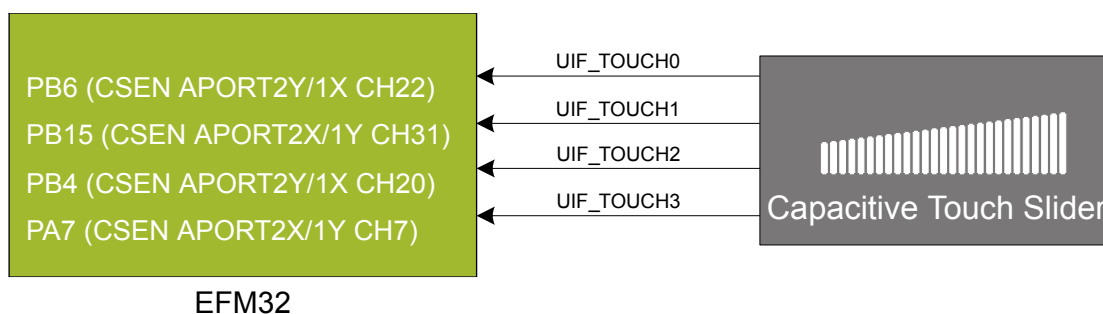 PB6 (CSEN APORT2Y/1X CH22)
PB15 (CSEN APORT2X/1Y CH31)
PB4 (CSEN APORT2Y/1X CH20)
PA7 (CSEN APORT2X/1Y CH7)
EFM32
UIF_TOUCH0
UIF_TOUCH1
UIF_TOUCH2
UIF_TOUCH3
Capacitive Touch Slider